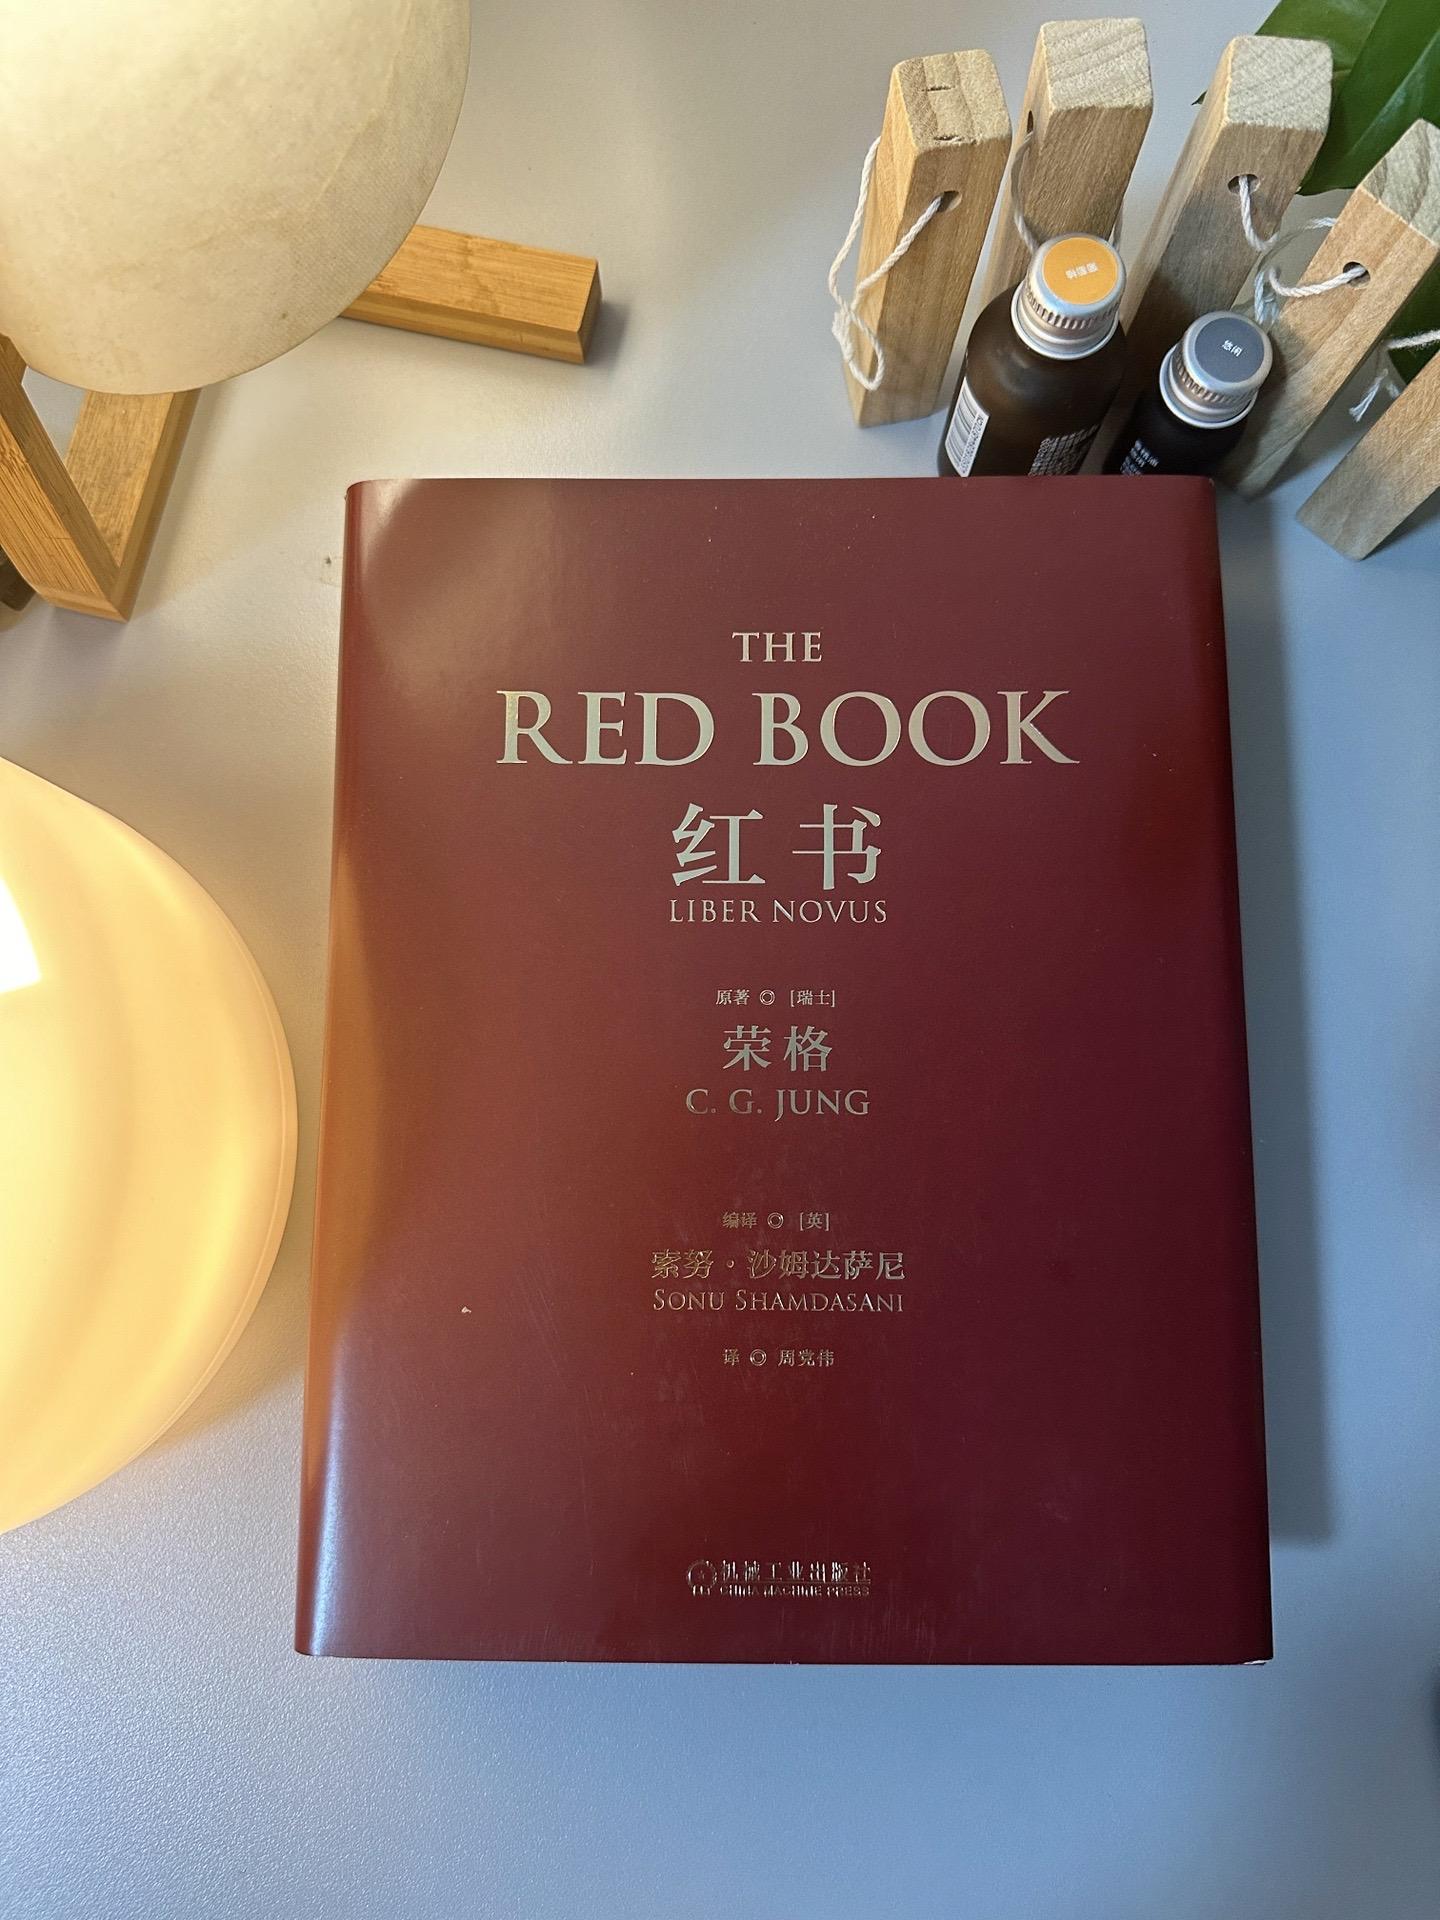 悠闲
THE
RED BOOK
红书
LIBER NOVUS
原著 ◎ [瑞士]
荣格
C. G. JUNG
编译 ◎ [英]
索努·沙姆达萨尼
SONU SHAMDASANI
译 ◎ 周党伟
机械工业出版社
CHINA MACHINE PRESS